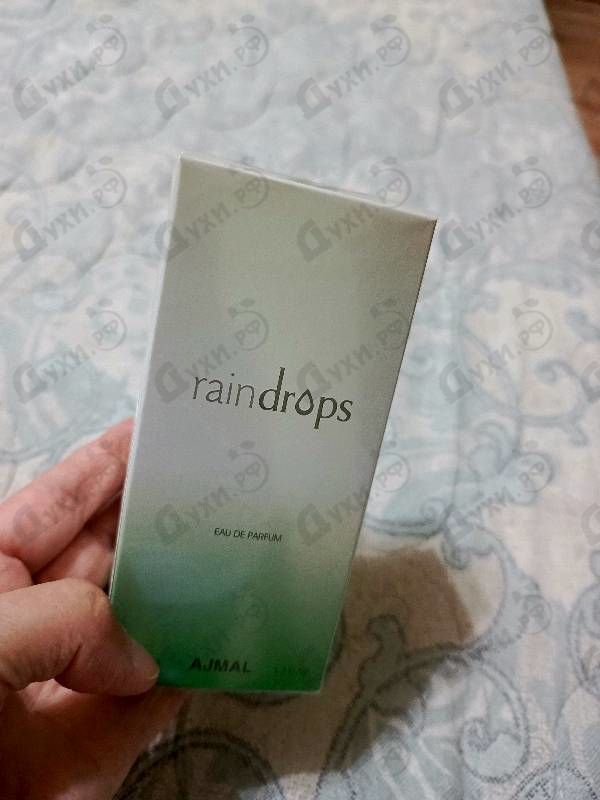 raindrops
EAU DE PARFUM
AJMAL
Духи.РФ